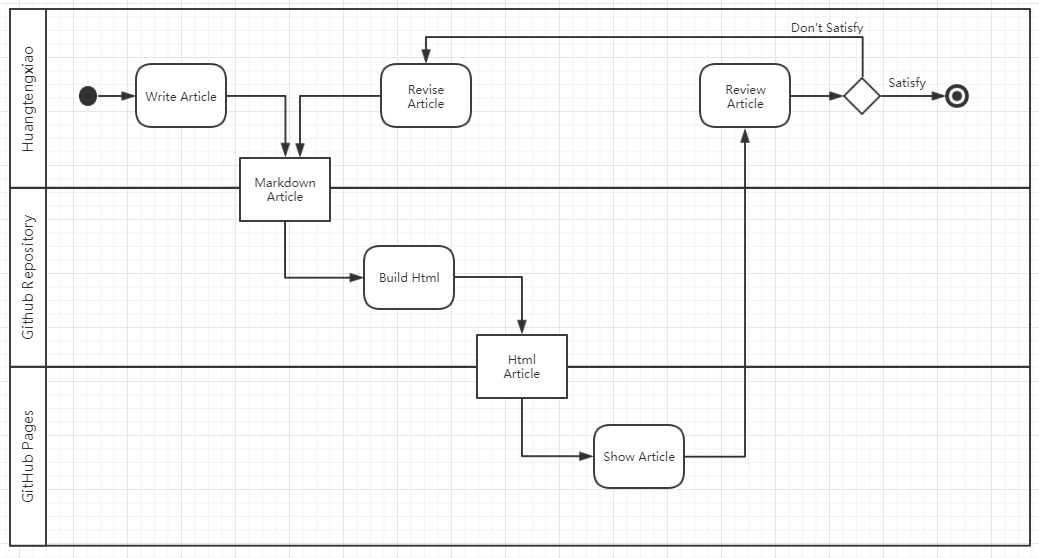 Huangtengxiao
Don't Satisfy
Write Article
Revise
Article
Review
Article
Satisfy
Markdown
Article
Github Repository
Build Html
Html
Article
GitHub Pages
Show Article